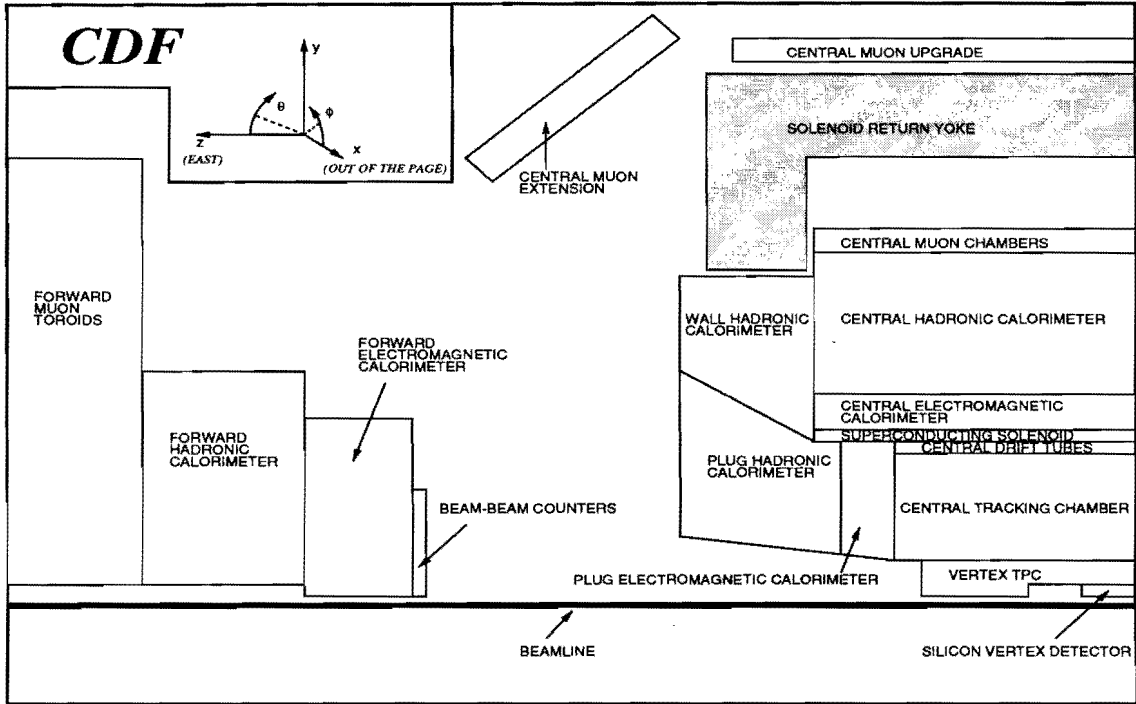 CDF
y
θ
ϕ
z
(EAST)
x
(OUT OF THE PAGE)
CENTRAL MUON
EXTENSION
CENTRAL MUON UPGRADE
SOLENOID RETURN YOKE
CENTRAL MUON CHAMBERS
FORWARD
MUON
TOROIDS
WALL HADRONIC
CALORIMETER
CENTRAL HADRONIC CALORIMETER
FORWARD
ELECTROMAGNETIC
CALORIMETER
CENTRAL ELECTROMAGNETIC
CALORIMETER
SUPERCONDUCTING SOLENOID
CENTRAL DRIFT TUBES
FORWARD
HADRONIC
CALORIMETER
PLUG HADRONIC
CALORIMETER
BEAM-BEAM COUNTERS
CENTRAL TRACKING CHAMBER
PLUG ELECTROMAGNETIC CALORIMETER
VERTEX TPC
BEAMLINE
SILICON VERTEX DETECTOR